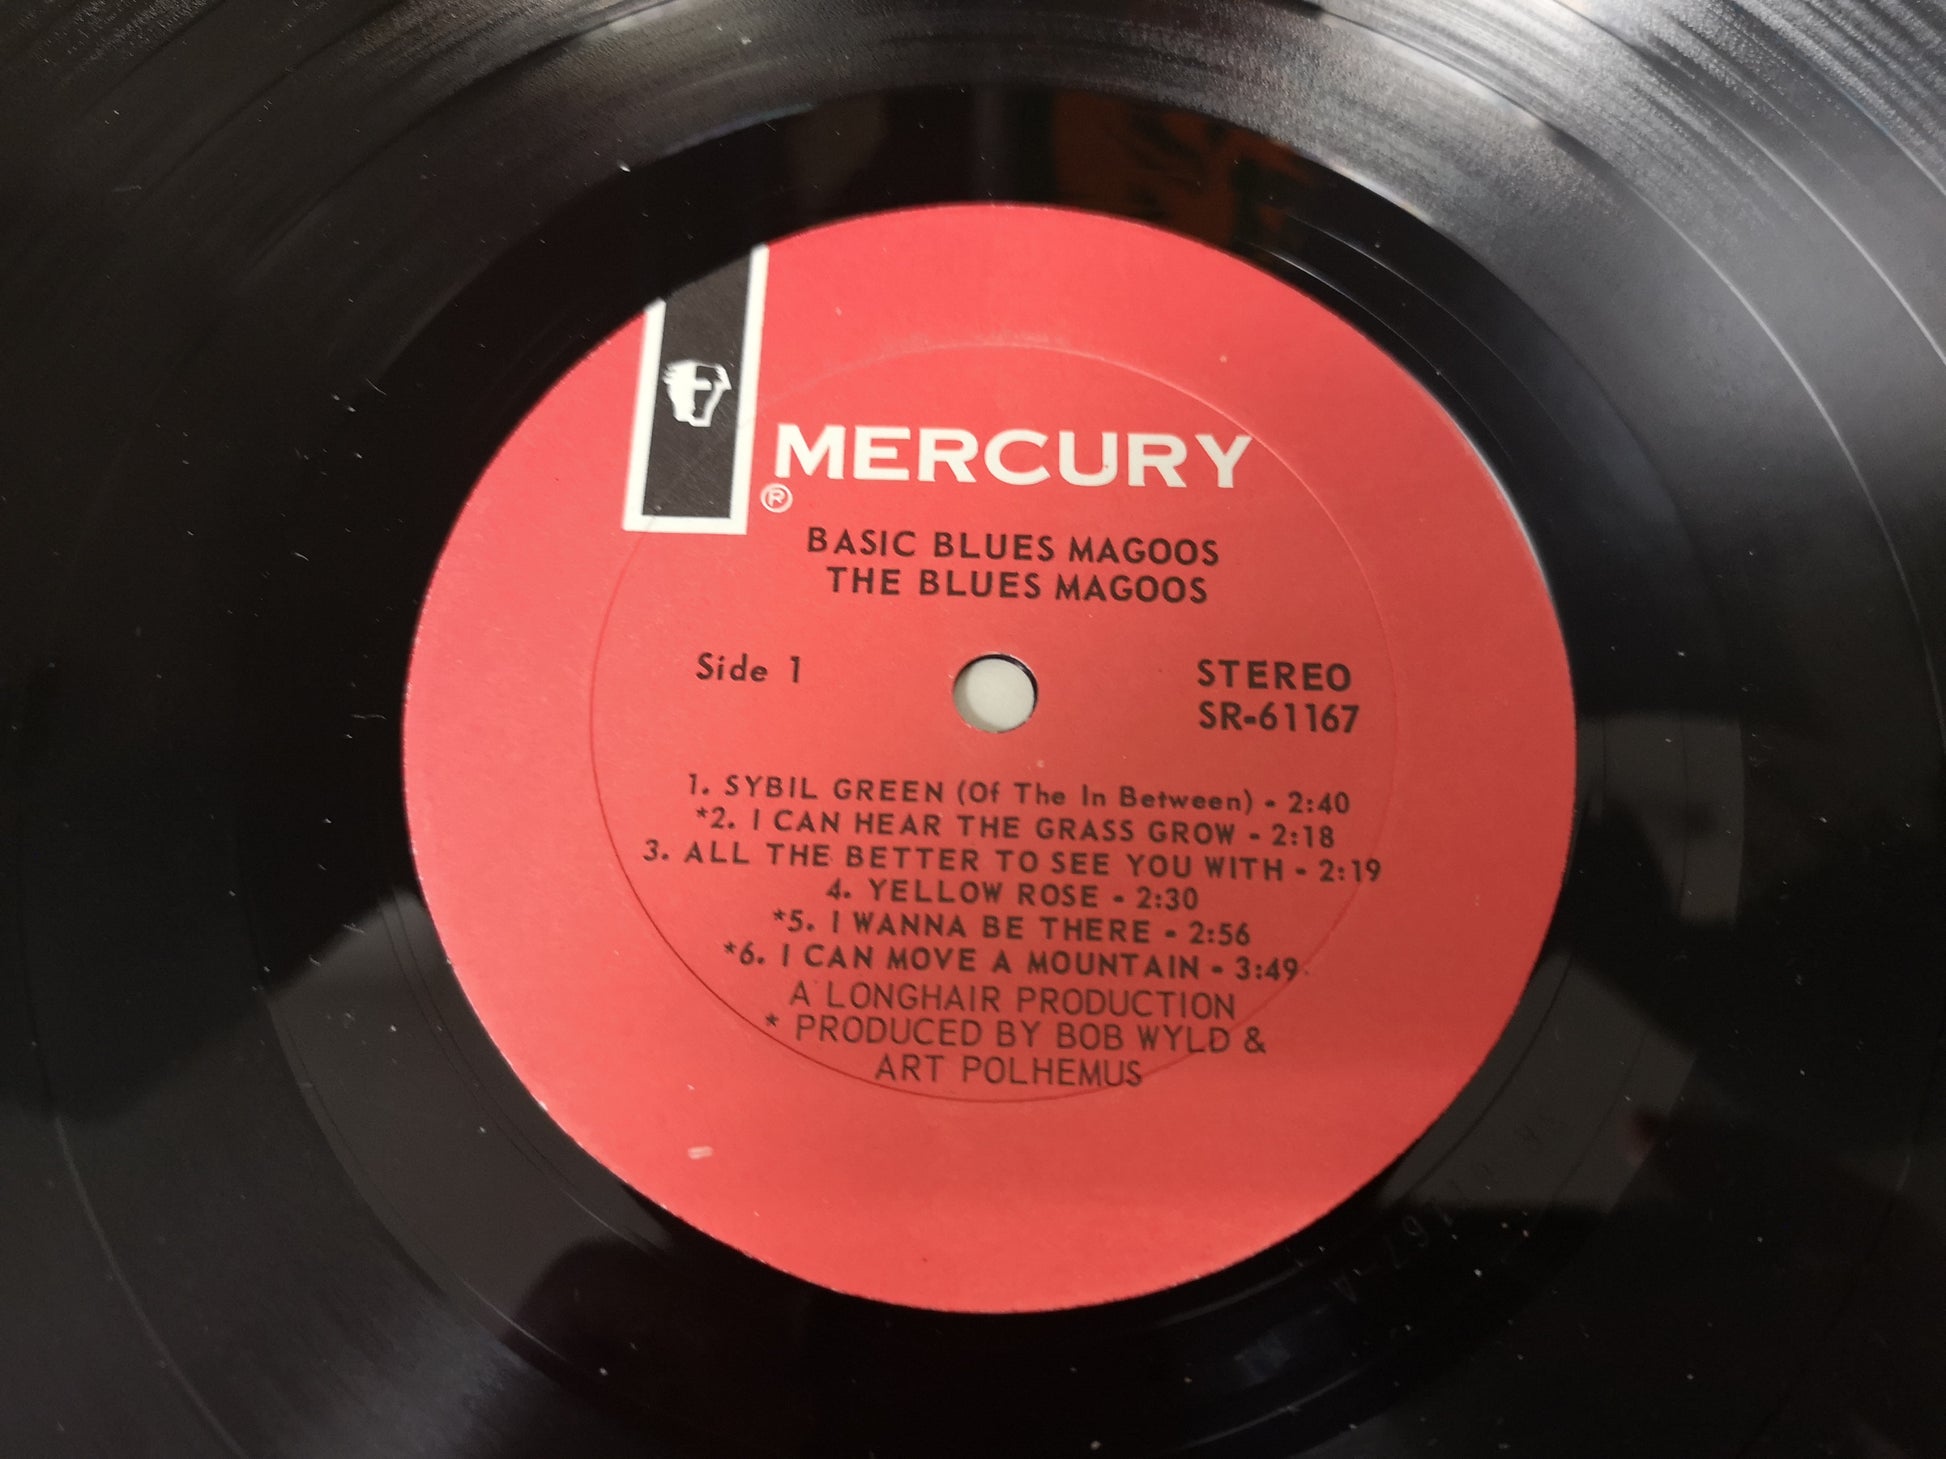 MERCURY
®
BASIC BLUES MAGOOS
THE BLUES MAGOOS
Side 1
STEREO
SR-61167
1. SYBIL GREEN (Of The In Between) - 2:40
*2. I CAN HEAR THE GRASS GROW - 2:18
3. ALL THE BETTER TO SEE YOU WITH - 2:19
4. YELLOW ROSE - 2:30
*5. I WANNA BE THERE - 2:56
*6. I CAN MOVE A MOUNTAIN - 3:49
A LONGHAIR PRODUCTION
* PRODUCED BY BOB WYLD &
ART POLHEMUS